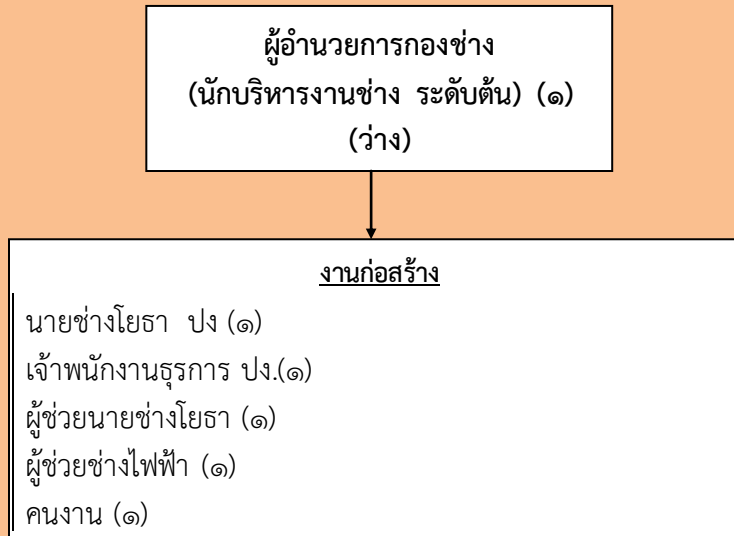 ผู้อำนวยการกองช่าง
(นักบริหารงานช่าง ระดับต้น) (๑)
(ว่าง)
งานก่อสร้าง
นายช่างโยธา ปง (๑)
เจ้าพนักงานธุรการ ปง.(๑)
ผู้ช่วยนายช่างโยธา (๑)
ผู้ช่วยช่างไฟฟ้า (๑)
คนงาน (๑)